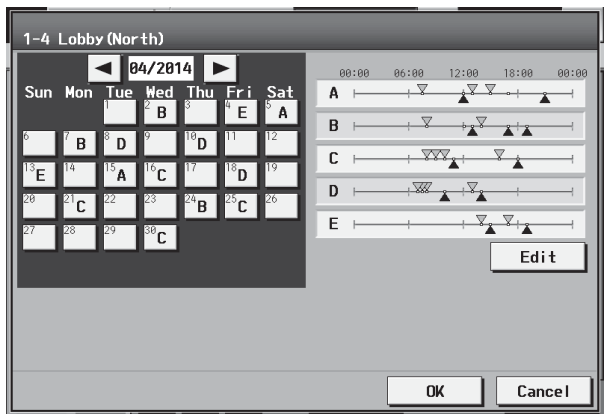 1-4 Lobby(North)
04/2014
Sun Mon Tue Wed Thu Fri Sat
1 2 B 3 4 E 5 A
6 7 B 8 D 9 10 D 11 12
13 E 14 15 A 16 C 17 18 D 19
20 21 C 22 23 24 B 25 C 26
27 28 29 30 C
00:00 06:00 12:00 18:00 00:00
A
B
C
D
E
Edit
OK Cancel